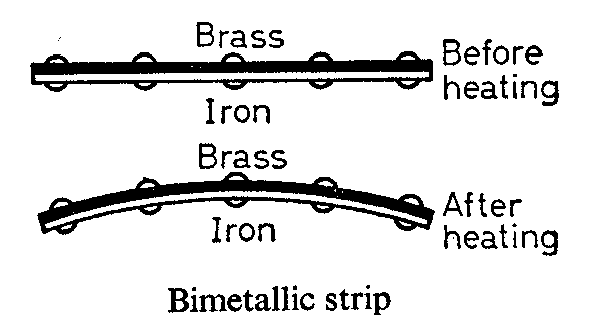 Brass
Before
heating
Iron
Brass
After
heating
Iron
Bimetallic strip